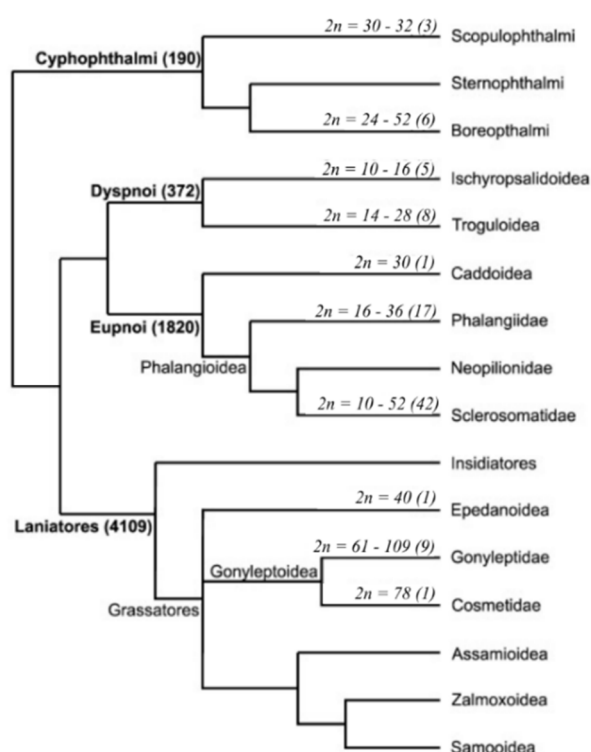 2n = 30 - 32 (3)
Scopulophthalmi
Cyphophthalmi (190)
Sternophthalmi
2n = 24 - 52 (6)
Boreopthalmi
2n = 10 - 16 (5)
Ischyropsalidoidea
Dyspnoi (372)
2n = 14 - 28 (8)
Troguloidea
2n = 30 (1)
Caddoidea
2n = 16 - 36 (17)
Phalangiidae
Eupnoi (1820)
Phalangioidea
Neopilionidae
2n = 10 - 52 (42)
Sclerosomatidae
Insidiatores
2n = 40 (1)
Epedanoidea
Laniatores (4109)
2n = 61 - 109 (9)
Gonyleptidae
Gonyleptoidea
2n = 78 (1)
Cosmetidae
Grassatores
Assamioidea
Zalmoxoidea
Samooidea